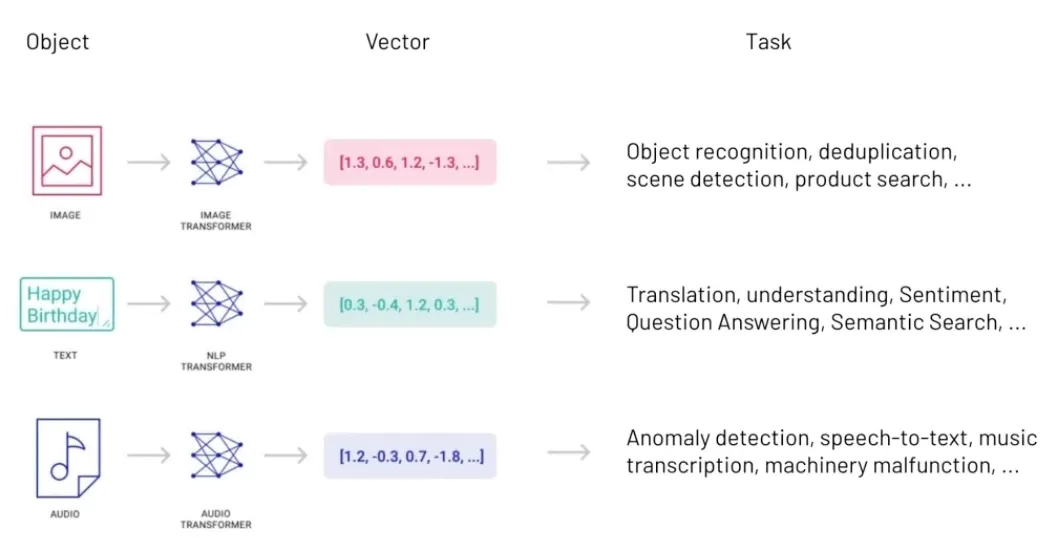 Object
Vector
Task
IMAGE
IMAGE
TRANSFORMER
[1.3, 0.6, 1.2, -1.3, ...]
Object recognition, deduplication,
scene detection, product search, ...
Happy
Birthday
TEXT
NLP
TRANSFORMER
[0.3, -0.4, 1.2, 0.3, ...]
Translation, understanding, Sentiment,
Question Answering, Semantic Search, ...
AUDIO
AUDIO
TRANSFORMER
[1.2, -0.3, 0.7, -1.8, ...]
Anomaly detection, speech-to-text, music
transcription, machinery malfunction, ...